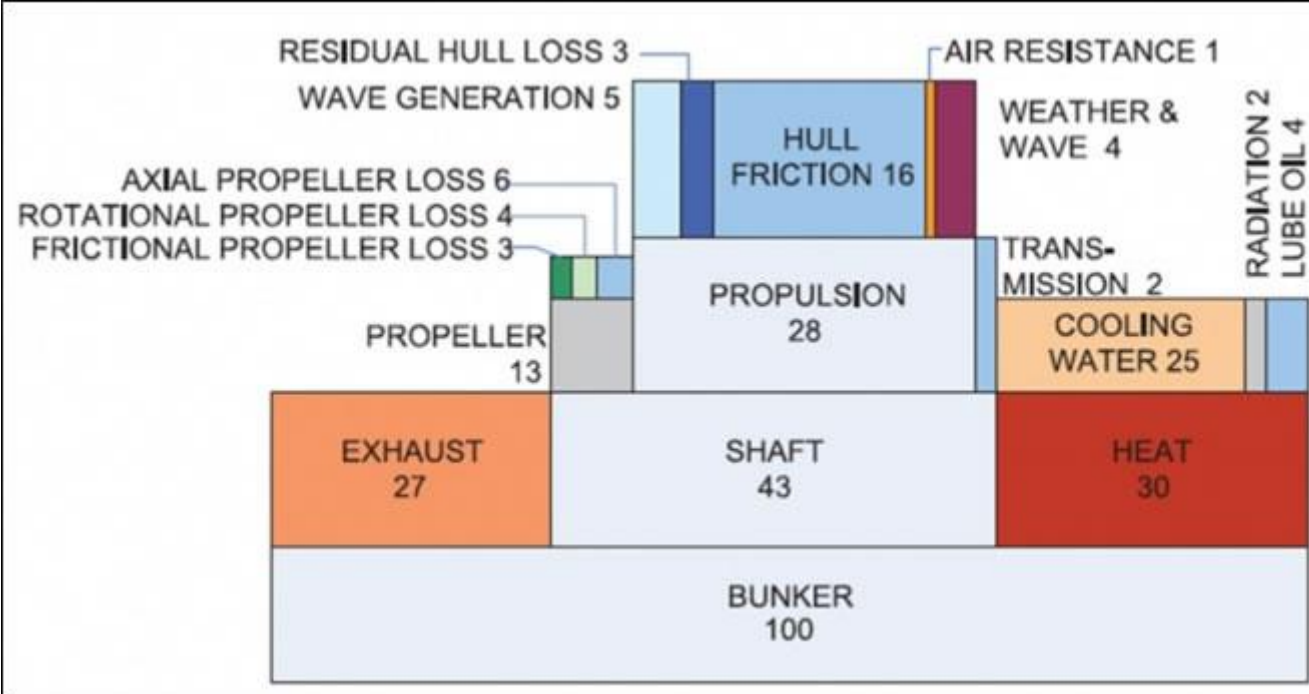 RESIDUAL HULL LOSS 3
AIR RESISTANCE 1
WAVE GENERATION 5
HULL
FRICTION 16
WEATHER &
WAVE 4
RADIATION 2
LUBE OIL 4
AXIAL PROPELLER LOSS 6
ROTATIONAL PROPELLER LOSS 4
FRICTIONAL PROPELLER LOSS 3
TRANS-
MISSION 2
PROPULSION
28
PROPELLER
13
COOLING
WATER 25
EXHAUST
27
SHAFT
43
HEAT
30
BUNKER
100